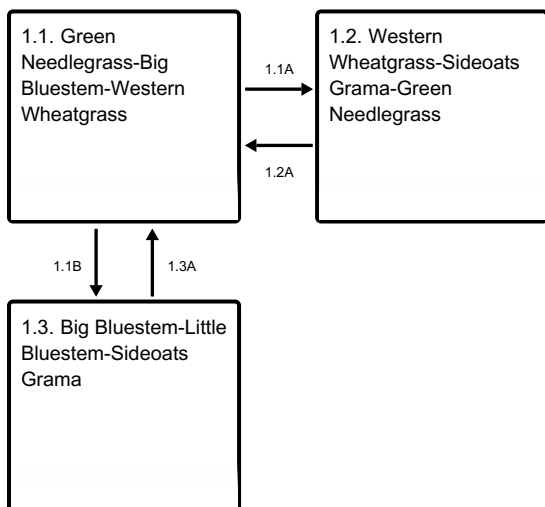 1.1. Green
Needlegrass-Big
Bluestem-Western
Wheatgrass
1.1A
1.2. Western
Wheatgrass-Sideoats
Grama-Green
Needlegrass
1.2A
1.1B
1.3A
1.3. Big Bluestem-Little
Bluestem-Sideoats
Grama